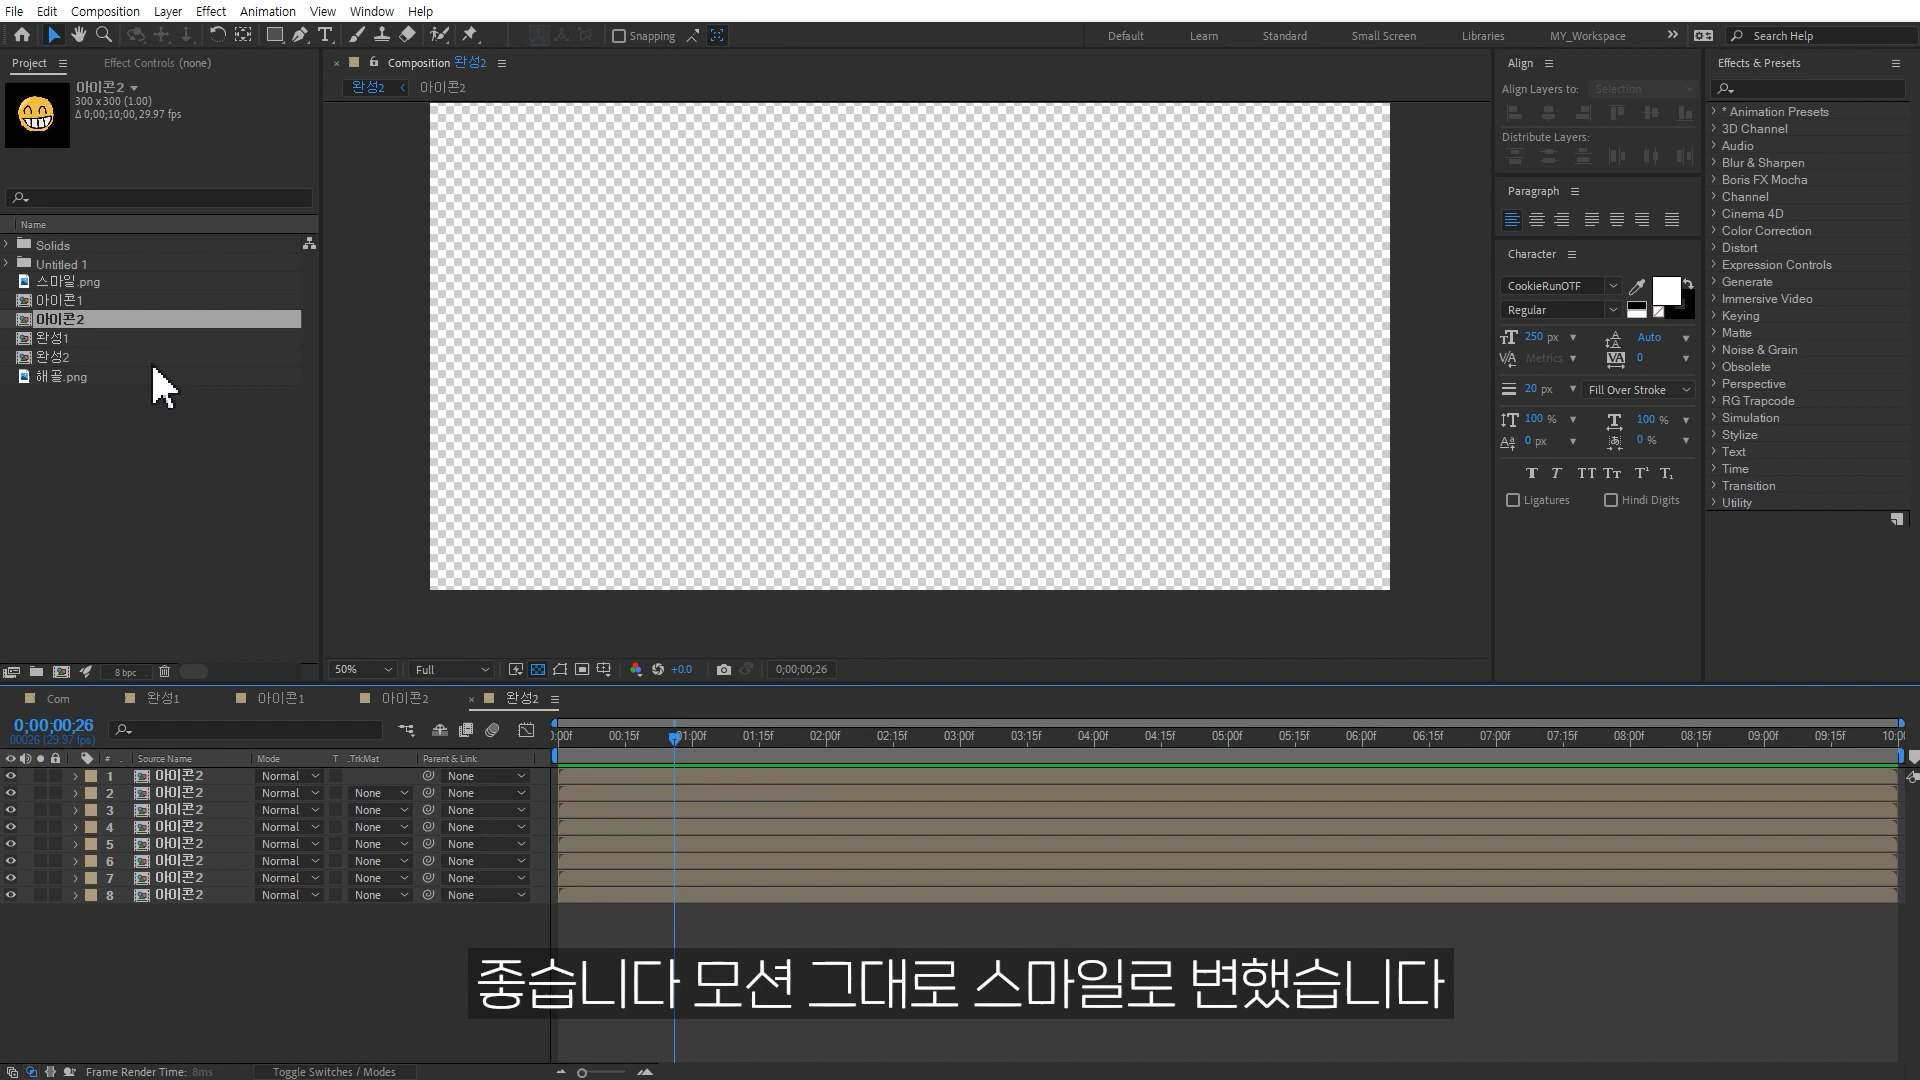 File Edit Composition Layer Effect Animation View Window Help
Snapping
Default Learn Standard Small Screen Libraries MY_Workspace Search Help
Project Effect Controls (none)
아이콘2
300 x 300 (1.00)
Δ 0;00;10;00, 29.97 fps
Name
Solids
Untitled 1
스마일.png
아이콘1
아이콘2
완성1
완성2
해골.png
8 bpc
Composition 완성2
완성2 아이콘2
50% Full +0.0 0;00;00;26
Align
Align Layers to: Selection
Distribute Layers:
Paragraph
Character
CookieRunOTF
Regular
250 px Auto
Metrics 0
20 px Fill Over Stroke
100 % 100 %
0 px 0 %
Ligatures Hindi Digits
Effects & Presets
* Animation Presets
3D Channel
Audio
Blur & Sharpen
Boris FX Mocha
Channel
Cinema 4D
Color Correction
Distort
Expression Controls
Generate
Immersive Video
Keying
Matte
Noise & Grain
Obsolete
Perspective
RG Trapcode
Simulation
Stylize
Text
Time
Transition
Utility
Com 완성1 아이콘1 아이콘2 완성2
0;00;00;26
00026 (29.97 fps)
:00f 00:15f 01:00f 01:15f 02:00f 02:15f 03:00f 03:15f 04:00f 04:15f 05:00f 05:15f 06:00f 06:15f 07:00f 07:15f 08:00f 08:15f 09:00f 09:15f 10:0
# Source Name Mode T .TrkMat Parent & Link
1 아이콘2 Normal None
2 아이콘2 Normal None None
3 아이콘2 Normal None None
4 아이콘2 Normal None None
5 아이콘2 Normal None None
6 아이콘2 Normal None None
7 아이콘2 Normal None None
8 아이콘2 Normal None None
좋습니다 모션 그대로 스마일로 변했습니다
Frame Render Time: 8ms Toggle Switches / Modes